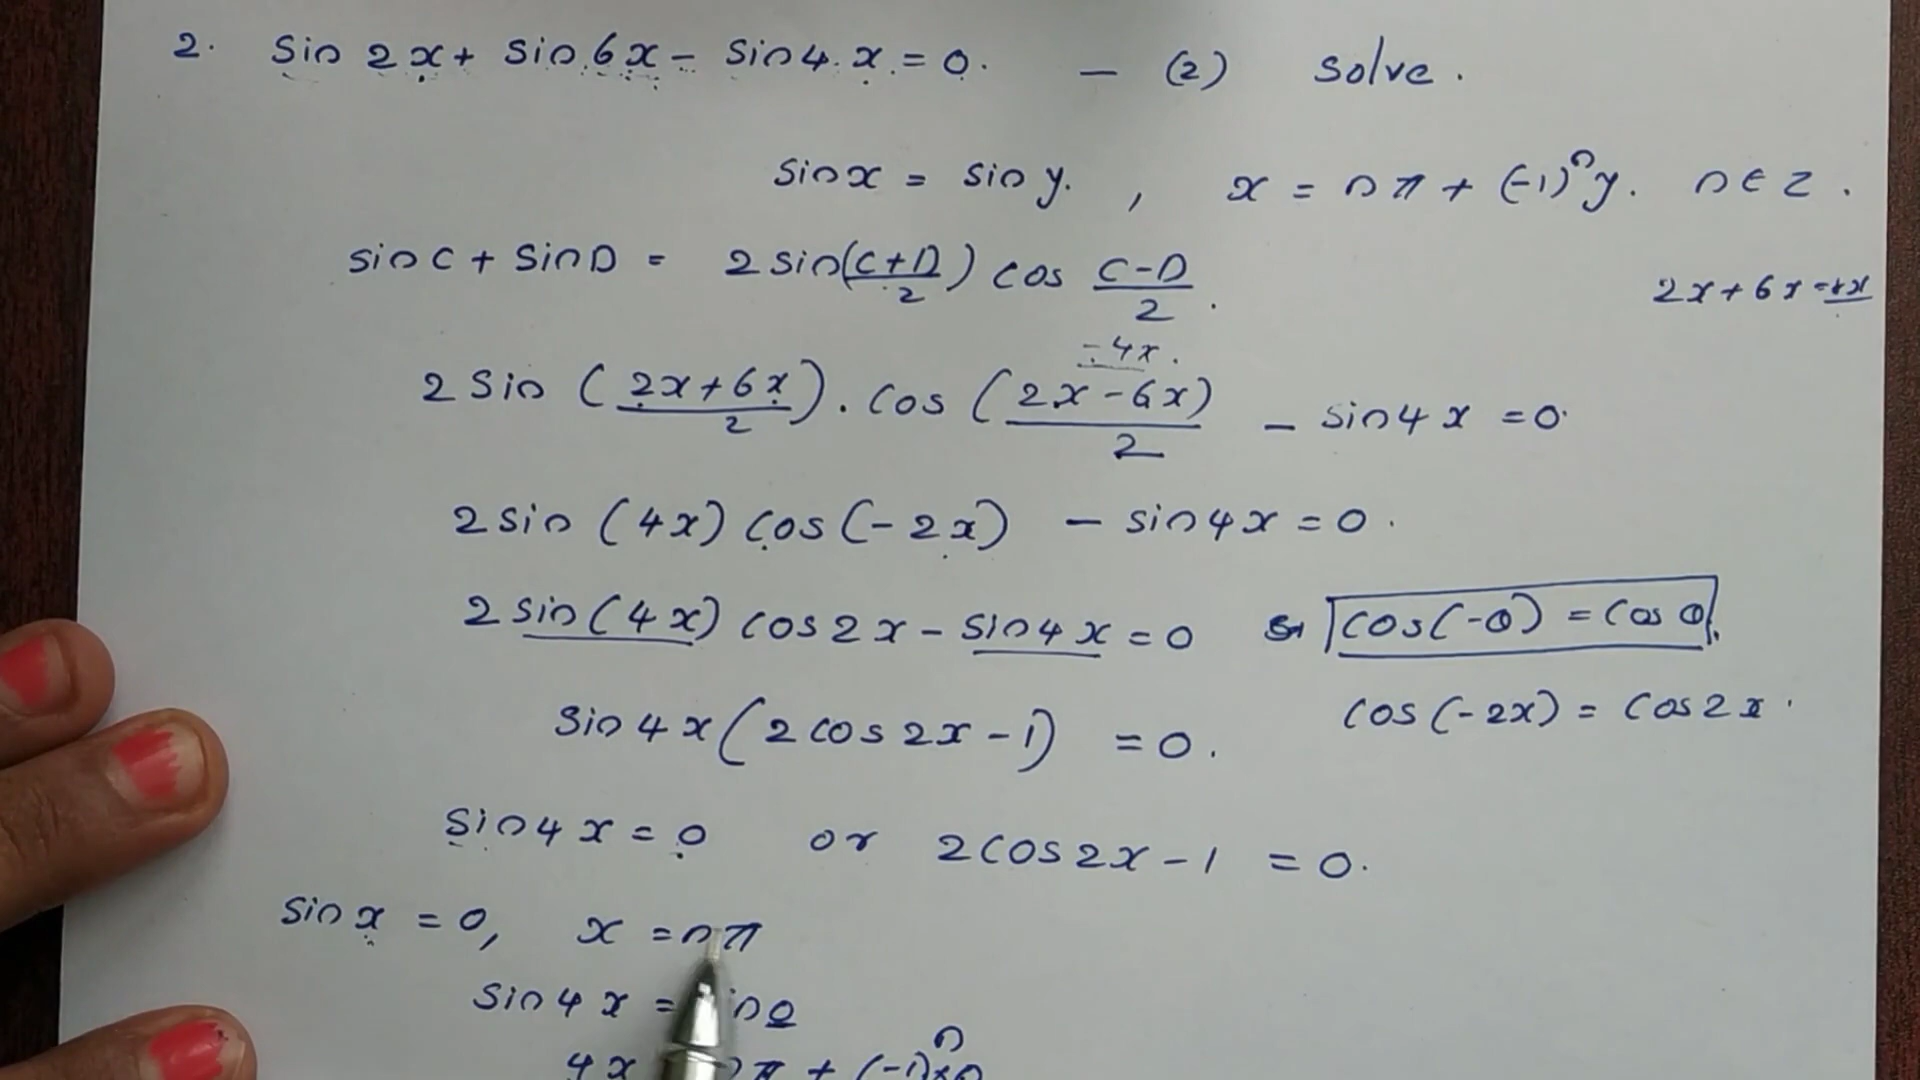 2. Sin 2x + Sin 6x - Sin 4x = 0. - (2) Solve.
Sin x = Sin y. , x = nπ + (-1)ⁿ y. n ∈ Z.
Sin C + Sin D = 2 Sin (C+D)/2 Cos (C-D)/2.
2x + 6x =
= 4x.
2 Sin ((2x+6x)/2) . Cos ((2x-6x)/2) - Sin 4x = 0.
2 Sin (4x) Cos (-2x) - Sin 4x = 0.
2 Sin (4x) Cos 2x - Sin 4x = 0 Cos(-θ) = Cos θ.
Sin 4x (2 Cos 2x - 1) = 0. Cos (-2x) = Cos 2x.
Sin 4x = 0 or 2 Cos 2x - 1 = 0.
Sin x = 0, x = nπ
Sin 4x =
4x π + (-1)ⁿ